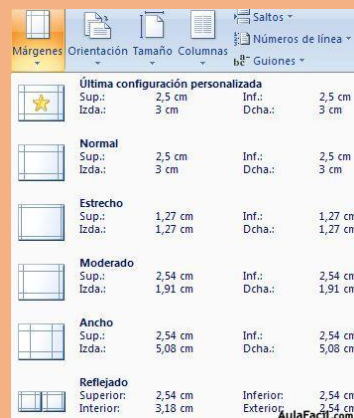 Saltos
Números de línea
Márgenes Orientación Tamaño Columnas
Guiones
Última configuración personalizada
Sup.: 2,5 cm Inf.: 2,5 cm
Izda.: 3 cm Dcha.: 3 cm
Normal
Sup.: 2,5 cm Inf.: 2,5 cm
Izda.: 3 cm Dcha.: 3 cm
Estrecho
Sup.: 1,27 cm Inf.: 1,27 cm
Izda.: 1,27 cm Dcha.: 1,27 cm
Moderado
Sup.: 2,54 cm Inf.: 2,54 cm
Izda.: 1,91 cm Dcha.: 1,91 cm
Ancho
Sup.: 2,54 cm Inf.: 2,54 cm
Izda.: 5,08 cm Dcha.: 5,08 cm
Reflejado
Superior: 2,54 cm Inferior: 2,54 cm
Interior: 3,18 cm Exterior: 2,54 cm
AulaFacil.com